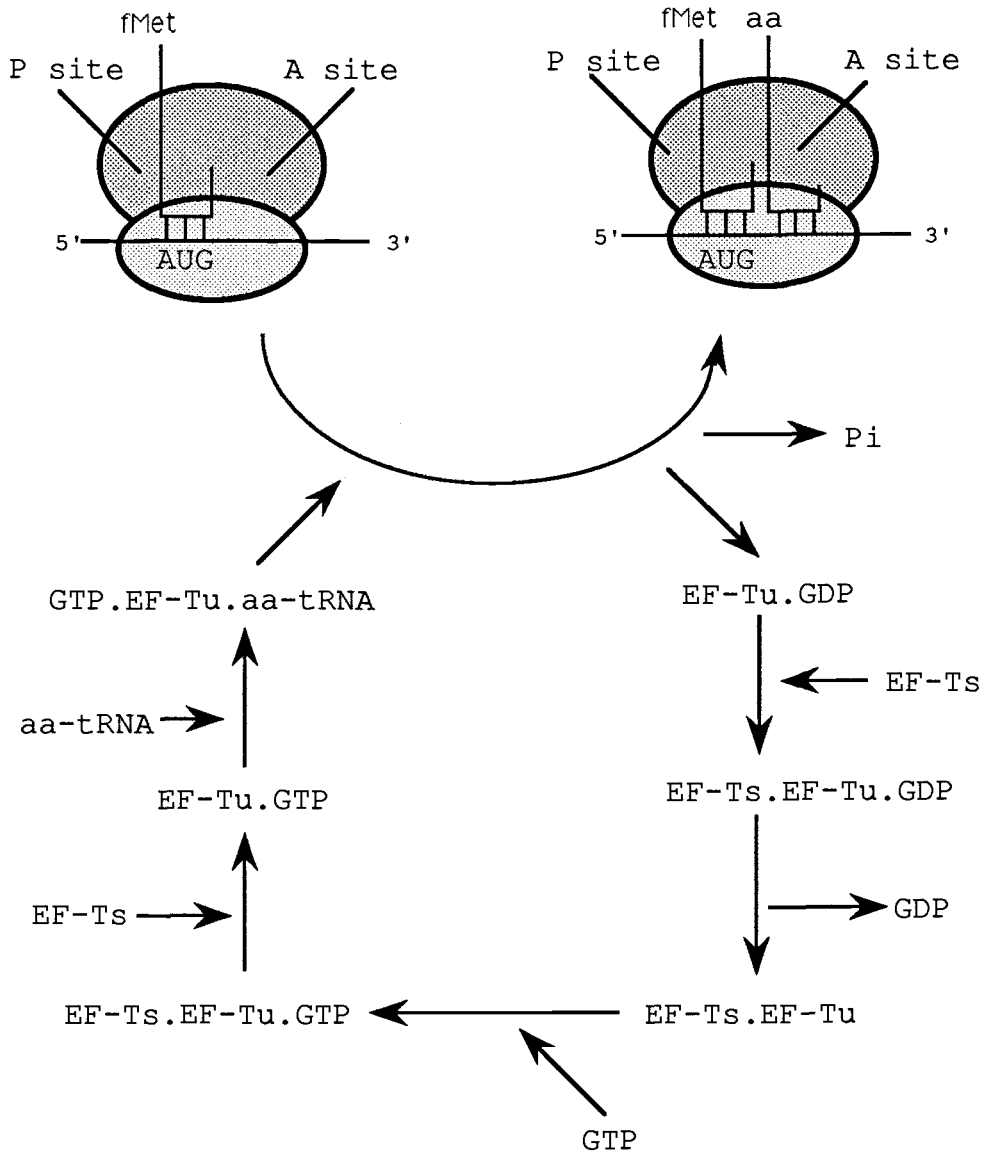 fMet
P site
A site
5'
3'
AUG
fMet aa
P site
A site
5'
3'
AUG
Pi
GTP.EF-Tu.aa-tRNA
EF-Tu.GDP
EF-Ts
aa-tRNA
EF-Tu.GTP
EF-Ts.EF-Tu.GDP
EF-Ts
GDP
EF-Ts.EF-Tu.GTP
EF-Ts.EF-Tu
GTP